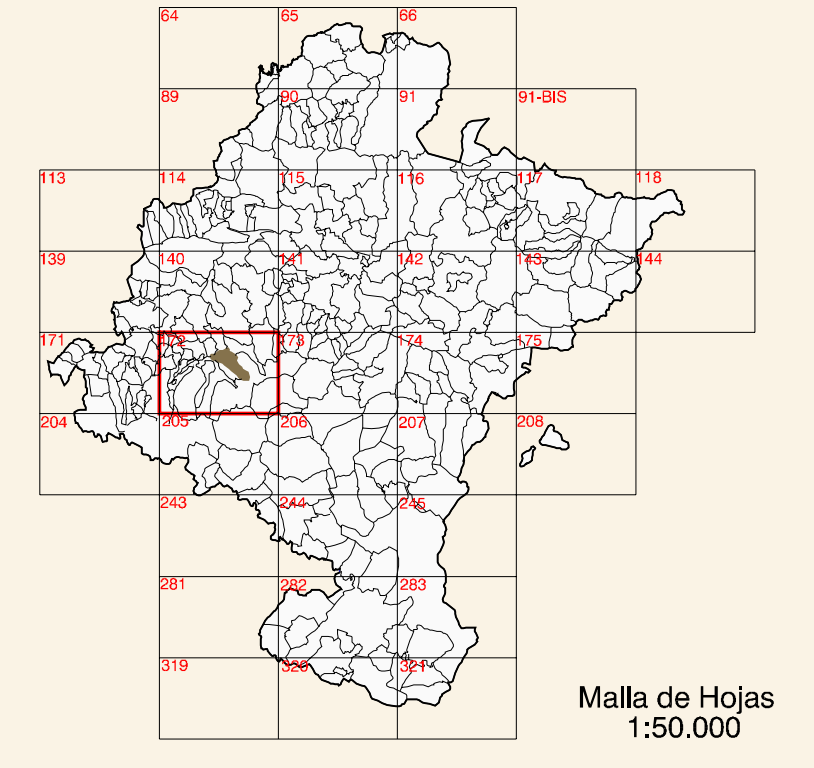 64 65 66
89 90 91 91-BIS
113 114 115 116 117 118
139 140 141 142 143 144
171 172 173 174 175
204 205 206 207 208
243 244 245
281 282 283
319 320 321
Malla de Hojas
1:50.000